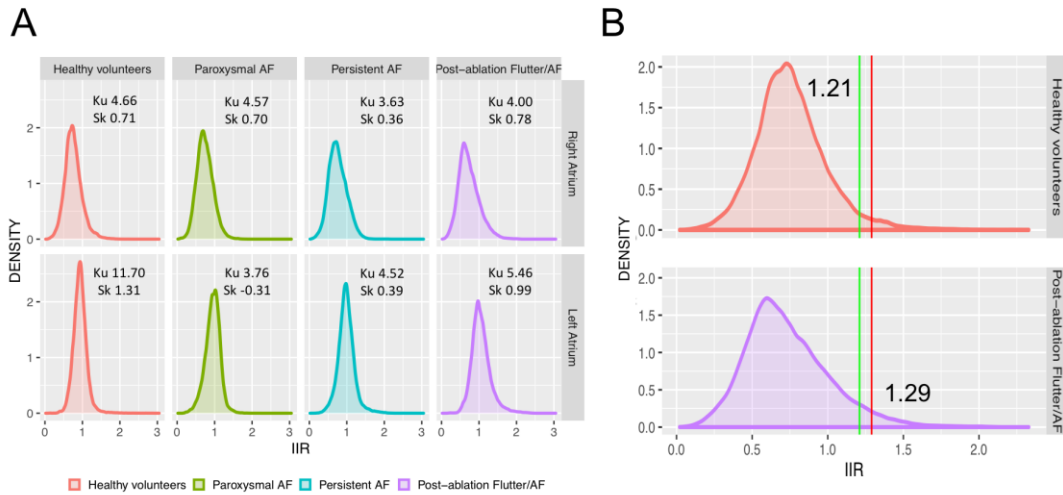 A
Healthy volunteers
Paroxysmal AF
Persistent AF
Post-ablation Flutter/AF
Ku 4.66
Sk 0.71
Ku 4.57
Sk 0.70
Ku 3.63
Sk 0.36
Ku 4.00
Sk 0.78
Right Atrium
2
1
0
DENSITY
Ku 11.70
Sk 1.31
Ku 3.76
Sk -0.31
Ku 4.52
Sk 0.39
Ku 5.46
Sk 0.99
Left Atrium
2
1
0
0 1 2 3 0 1 2 3 0 1 2 3 0 1 2 3
IIR
Healthy volunteers Paroxysmal AF Persistent AF Post-ablation Flutter/AF
B
2.0
1.5
1.0
0.5
0.0
1.21
Healthy volunteers
DENSITY
2.0
1.5
1.0
0.5
0.0
1.29
Post-ablation Flutter/AF
0.0 0.5 1.0 1.5 2.0
IIR